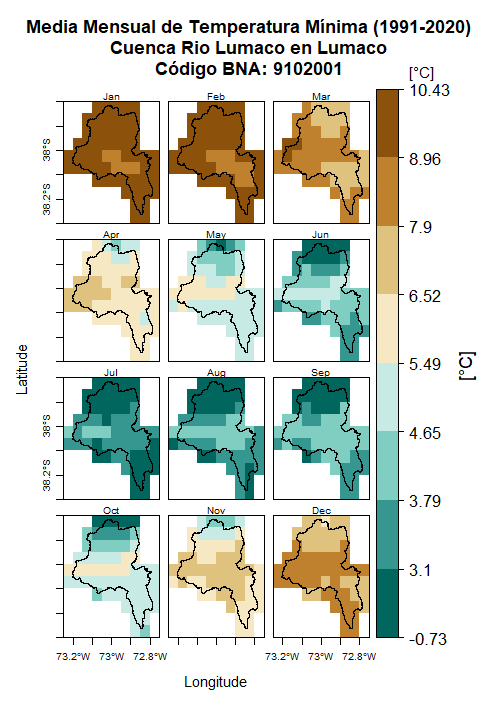 Media Mensual de Temperatura Mínima (1991-2020)
Cuenca Rio Lumaco en Lumaco
Código BNA: 9102001
[°C]
Jan Feb Mar
38°S
38.2°S
Apr May Jun
Jul Aug Sep
38°S
38.2°S
Oct Nov Dec
73.2°W 73°W 72.8°W 73.2°W 73°W 72.8°W
Latitude
Longitude
10.43
8.96
7.9
6.52
5.49
4.65
3.79
3.1
-0.73
[°C]